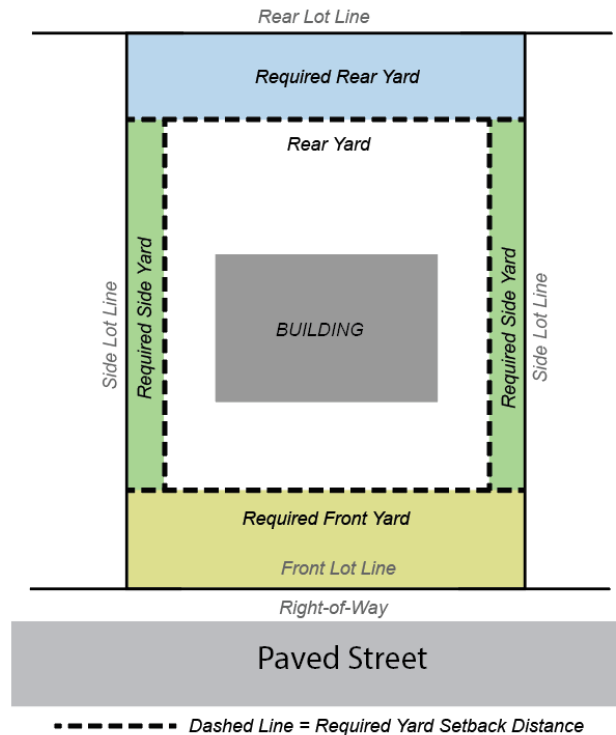 Rear Lot Line
Required Rear Yard
Rear Yard
Side Lot Line
Required Side Yard
BUILDING
Required Side Yard
Side Lot Line
Required Front Yard
Front Lot Line
Right-of-Way
Paved Street
Dashed Line = Required Yard Setback Distance